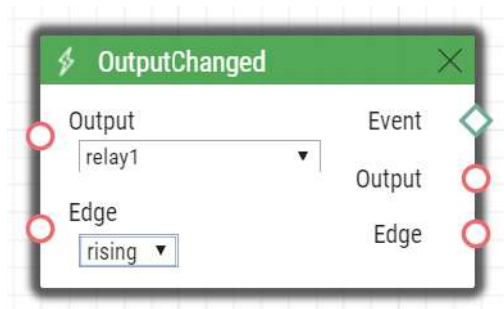 OutputChanged
Output
relay1
Edge
rising
Event
Output
Edge